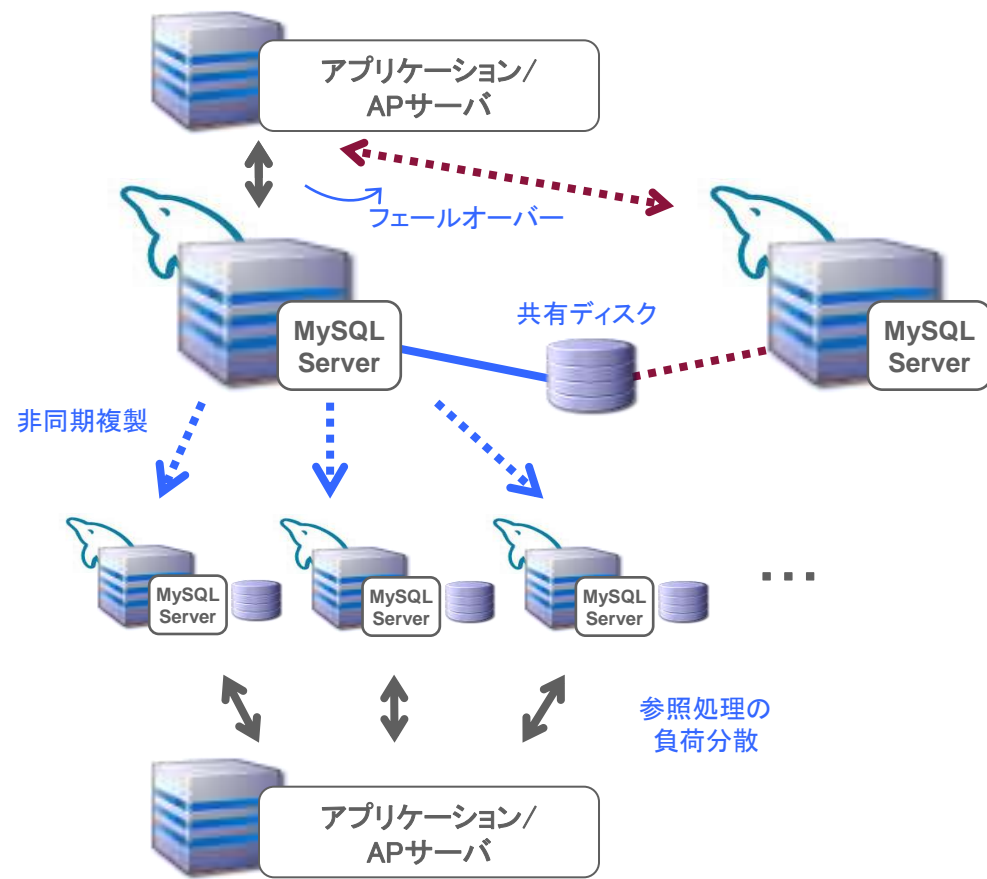 アプリケーション/
APサーバ
フェールオーバー
共有ディスク
MySQL
Server
MySQL
Server
非同期複製
MySQL
Server
MySQL
Server
MySQL
Server
...
参照処理の
負荷分散
アプリケーション/
APサーバ